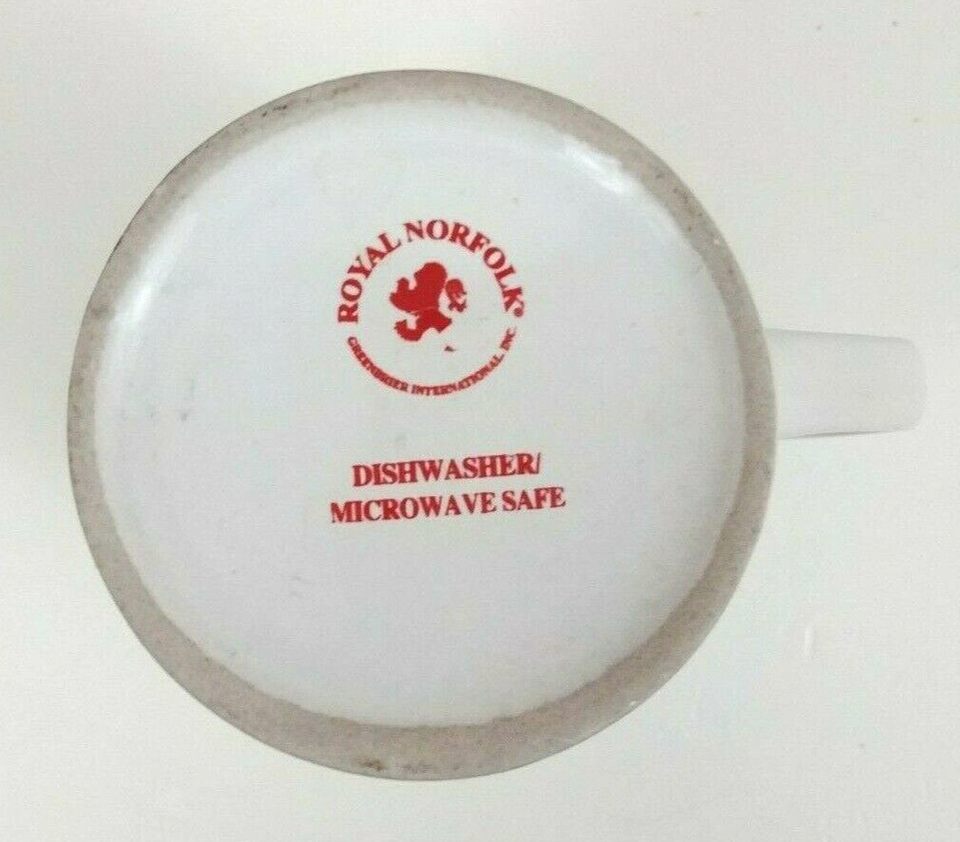 ROYAL NORFOLK®
GREENBRIER INTERNATIONAL, INC.
DISHWASHER/
MICROWAVE SAFE